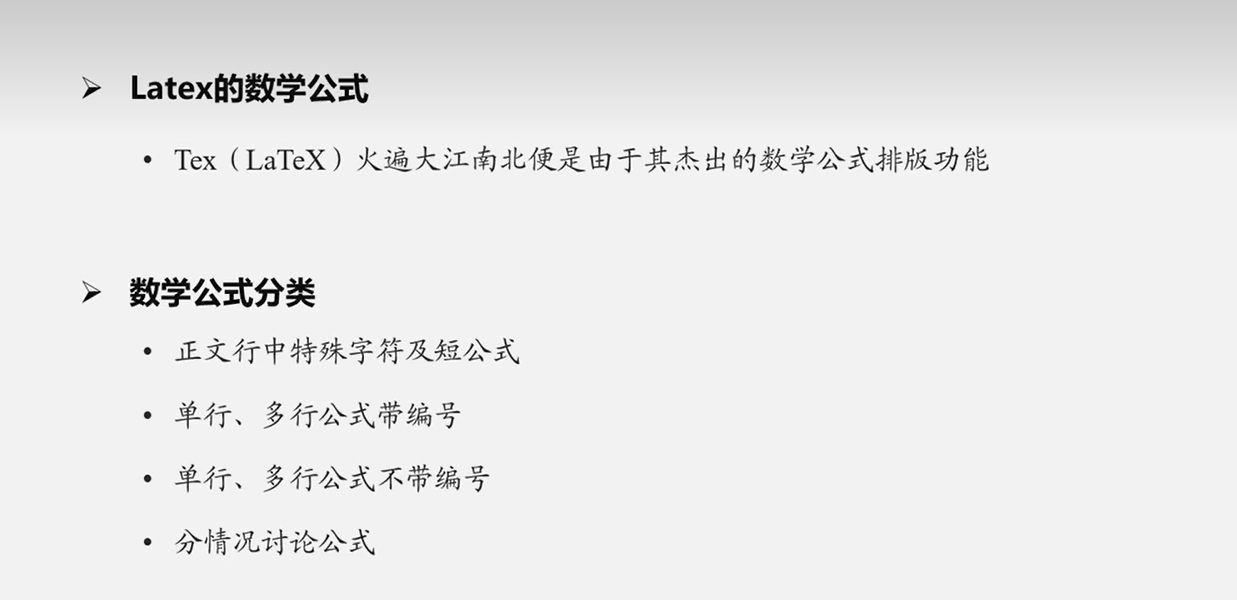 Latex的数学公式
Tex（LaTeX）火遍大江南北便是由于其杰出的数学公式排版功能
数学公式分类
正文行中特殊字符及短公式
单行、多行公式带编号
单行、多行公式不带编号
分情况讨论公式